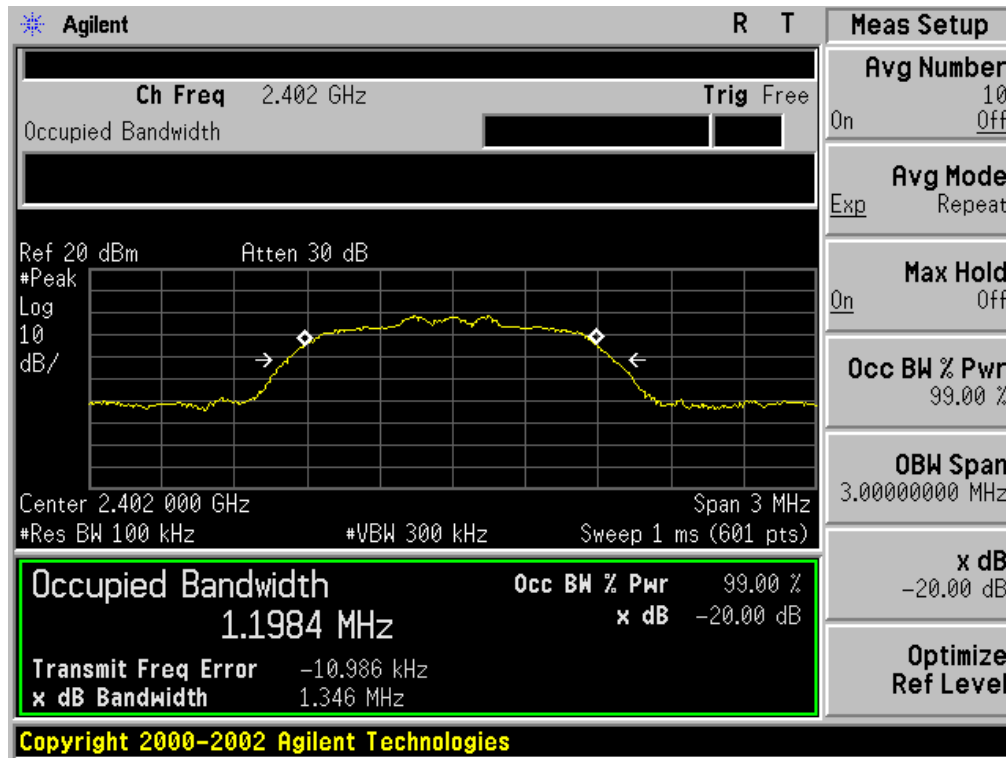 Agilent R T
Ch Freq 2.402 GHz Trig Free
Occupied Bandwidth
Ref 20 dBm Atten 30 dB
#Peak
Log
10
dB/
Center 2.402 000 GHz Span 3 MHz
#Res BW 100 kHz #VBW 300 kHz Sweep 1 ms (601 pts)
Occupied Bandwidth Occ BW % Pwr 99.00 %
1.1984 MHz x dB -20.00 dB
Transmit Freq Error -10.986 kHz
x dB Bandwidth 1.346 MHz
Copyright 2000-2002 Agilent Technologies
Meas Setup
Avg Number
10
On Off
Avg Mode
Exp Repeat
Max Hold
On Off
Occ BW % Pwr
99.00 %
OBW Span
3.00000000 MHz
x dB
-20.00 dB
Optimize
Ref Level